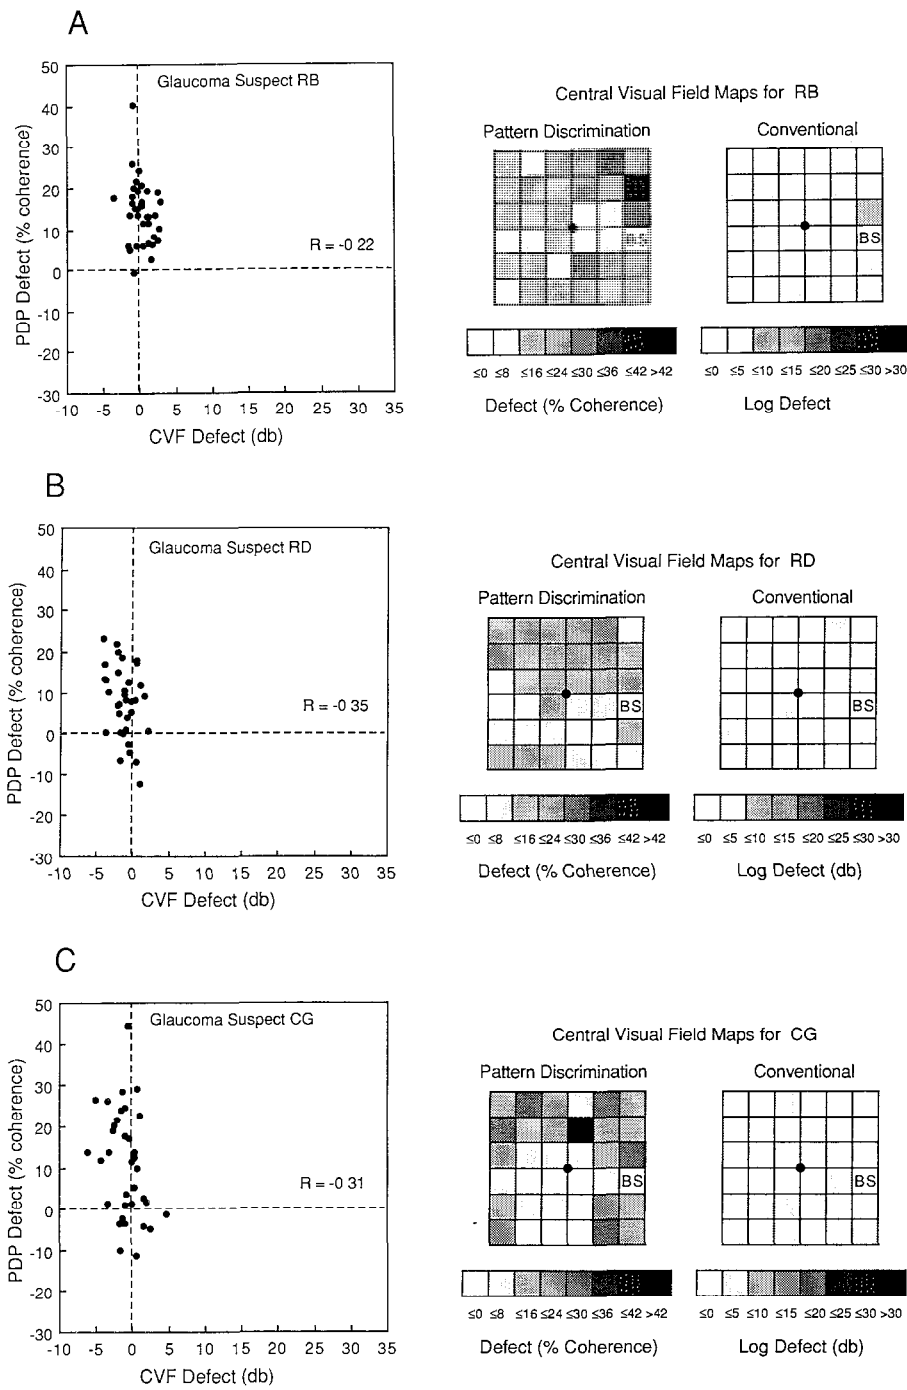 A
Glaucoma Suspect RB
50
40
30
20
10
0
-10
-20
-30
PDP Defect (% coherence)
R = -0 22
-10 -5 0 5 10 15 20 25 30 35
CVF Defect (db)
Central Visual Field Maps for RB
Pattern Discrimination
Conventional
BS
BS
≤0 ≤8 ≤16 ≤24 ≤30 ≤36 ≤42 >42
≤0 ≤5 ≤10 ≤15 ≤20 ≤25 ≤30 >30
Defect (% Coherence)
Log Defect
B
Glaucoma Suspect RD
50
40
30
20
10
0
-10
-20
-30
PDP Defect (% coherence)
R = -0 35
-10 -5 0 5 10 15 20 25 30 35
CVF Defect (db)
Central Visual Field Maps for RD
Pattern Discrimination
Conventional
BS
BS
≤0 ≤8 ≤16 ≤24 ≤30 ≤36 ≤42 >42
≤0 ≤5 ≤10 ≤15 ≤20 ≤25 ≤30 >30
Defect (% Coherence)
Log Defect (db)
C
Glaucoma Suspect CG
50
40
30
20
10
0
-10
-20
-30
PDP Defect (% coherence)
R = -0 31
-10 -5 0 5 10 15 20 25 30 35
CVF Defect (db)
Central Visual Field Maps for CG
Pattern Discrimination
Conventional
BS
BS
≤0 ≤8 ≤16 ≤24 ≤30 ≤36 ≤42 >42
≤0 ≤5 ≤10 ≤15 ≤20 ≤25 ≤30 >30
Defect (% Coherence)
Log Defect (db)